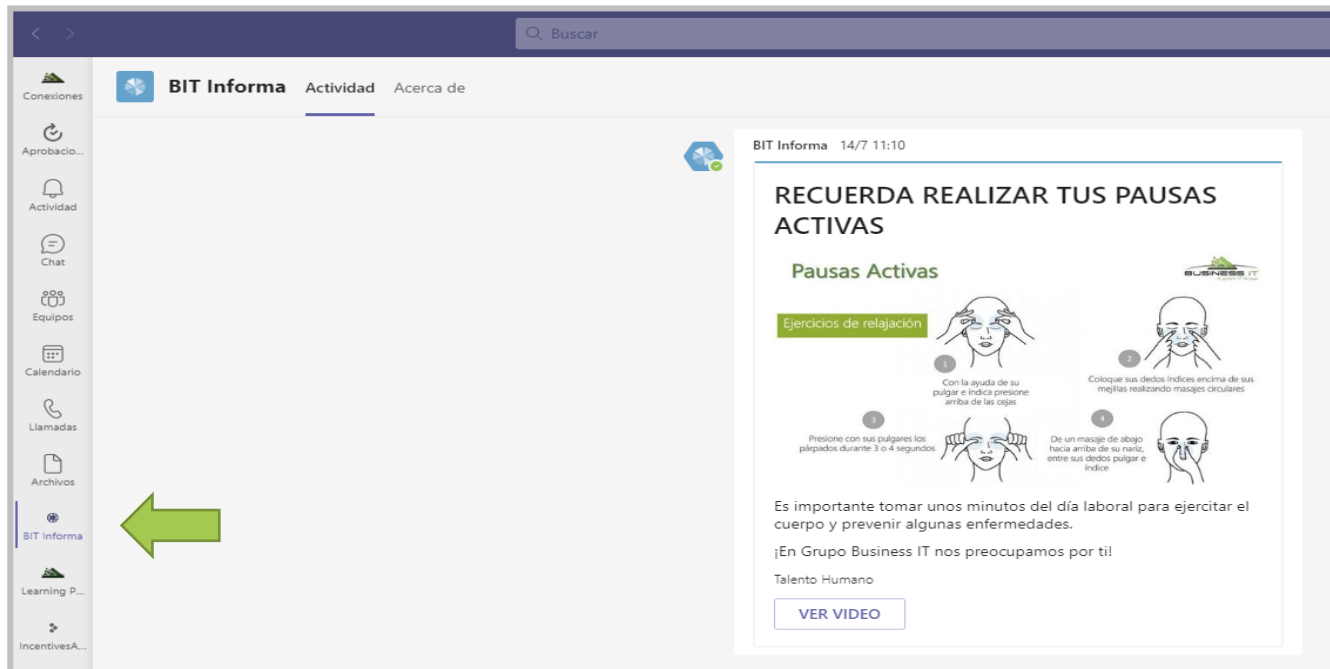 Buscar
Conexiones
Aprobacio...
Actividad
Chat
Equipos
Calendario
Llamadas
Archivos
BIT Informa
Learning P...
IncentivesA...
BIT Informa Actividad Acerca de
BIT Informa 14/7 11:10
RECUERDA REALIZAR TUS PAUSAS
ACTIVAS
Pausas Activas
BUSINESS IT
Ejercicios de relajación
1
Con la ayuda de su
pulgar e indica presione
arriba de las cejas
2
Coloque sus dedos índices encima de sus
mejillas realizando masajes circulares
3
Presione con sus pulgares los
párpados durante 3 o 4 segundos
4
De un masaje de abajo
hacia arriba de su nariz,
entre sus dedos pulgar e
índice
Es importante tomar unos minutos del día laboral para ejercitar el
cuerpo y prevenir algunas enfermedades.
¡En Grupo Business IT nos preocupamos por ti!
Talento Humano
VER VIDEO